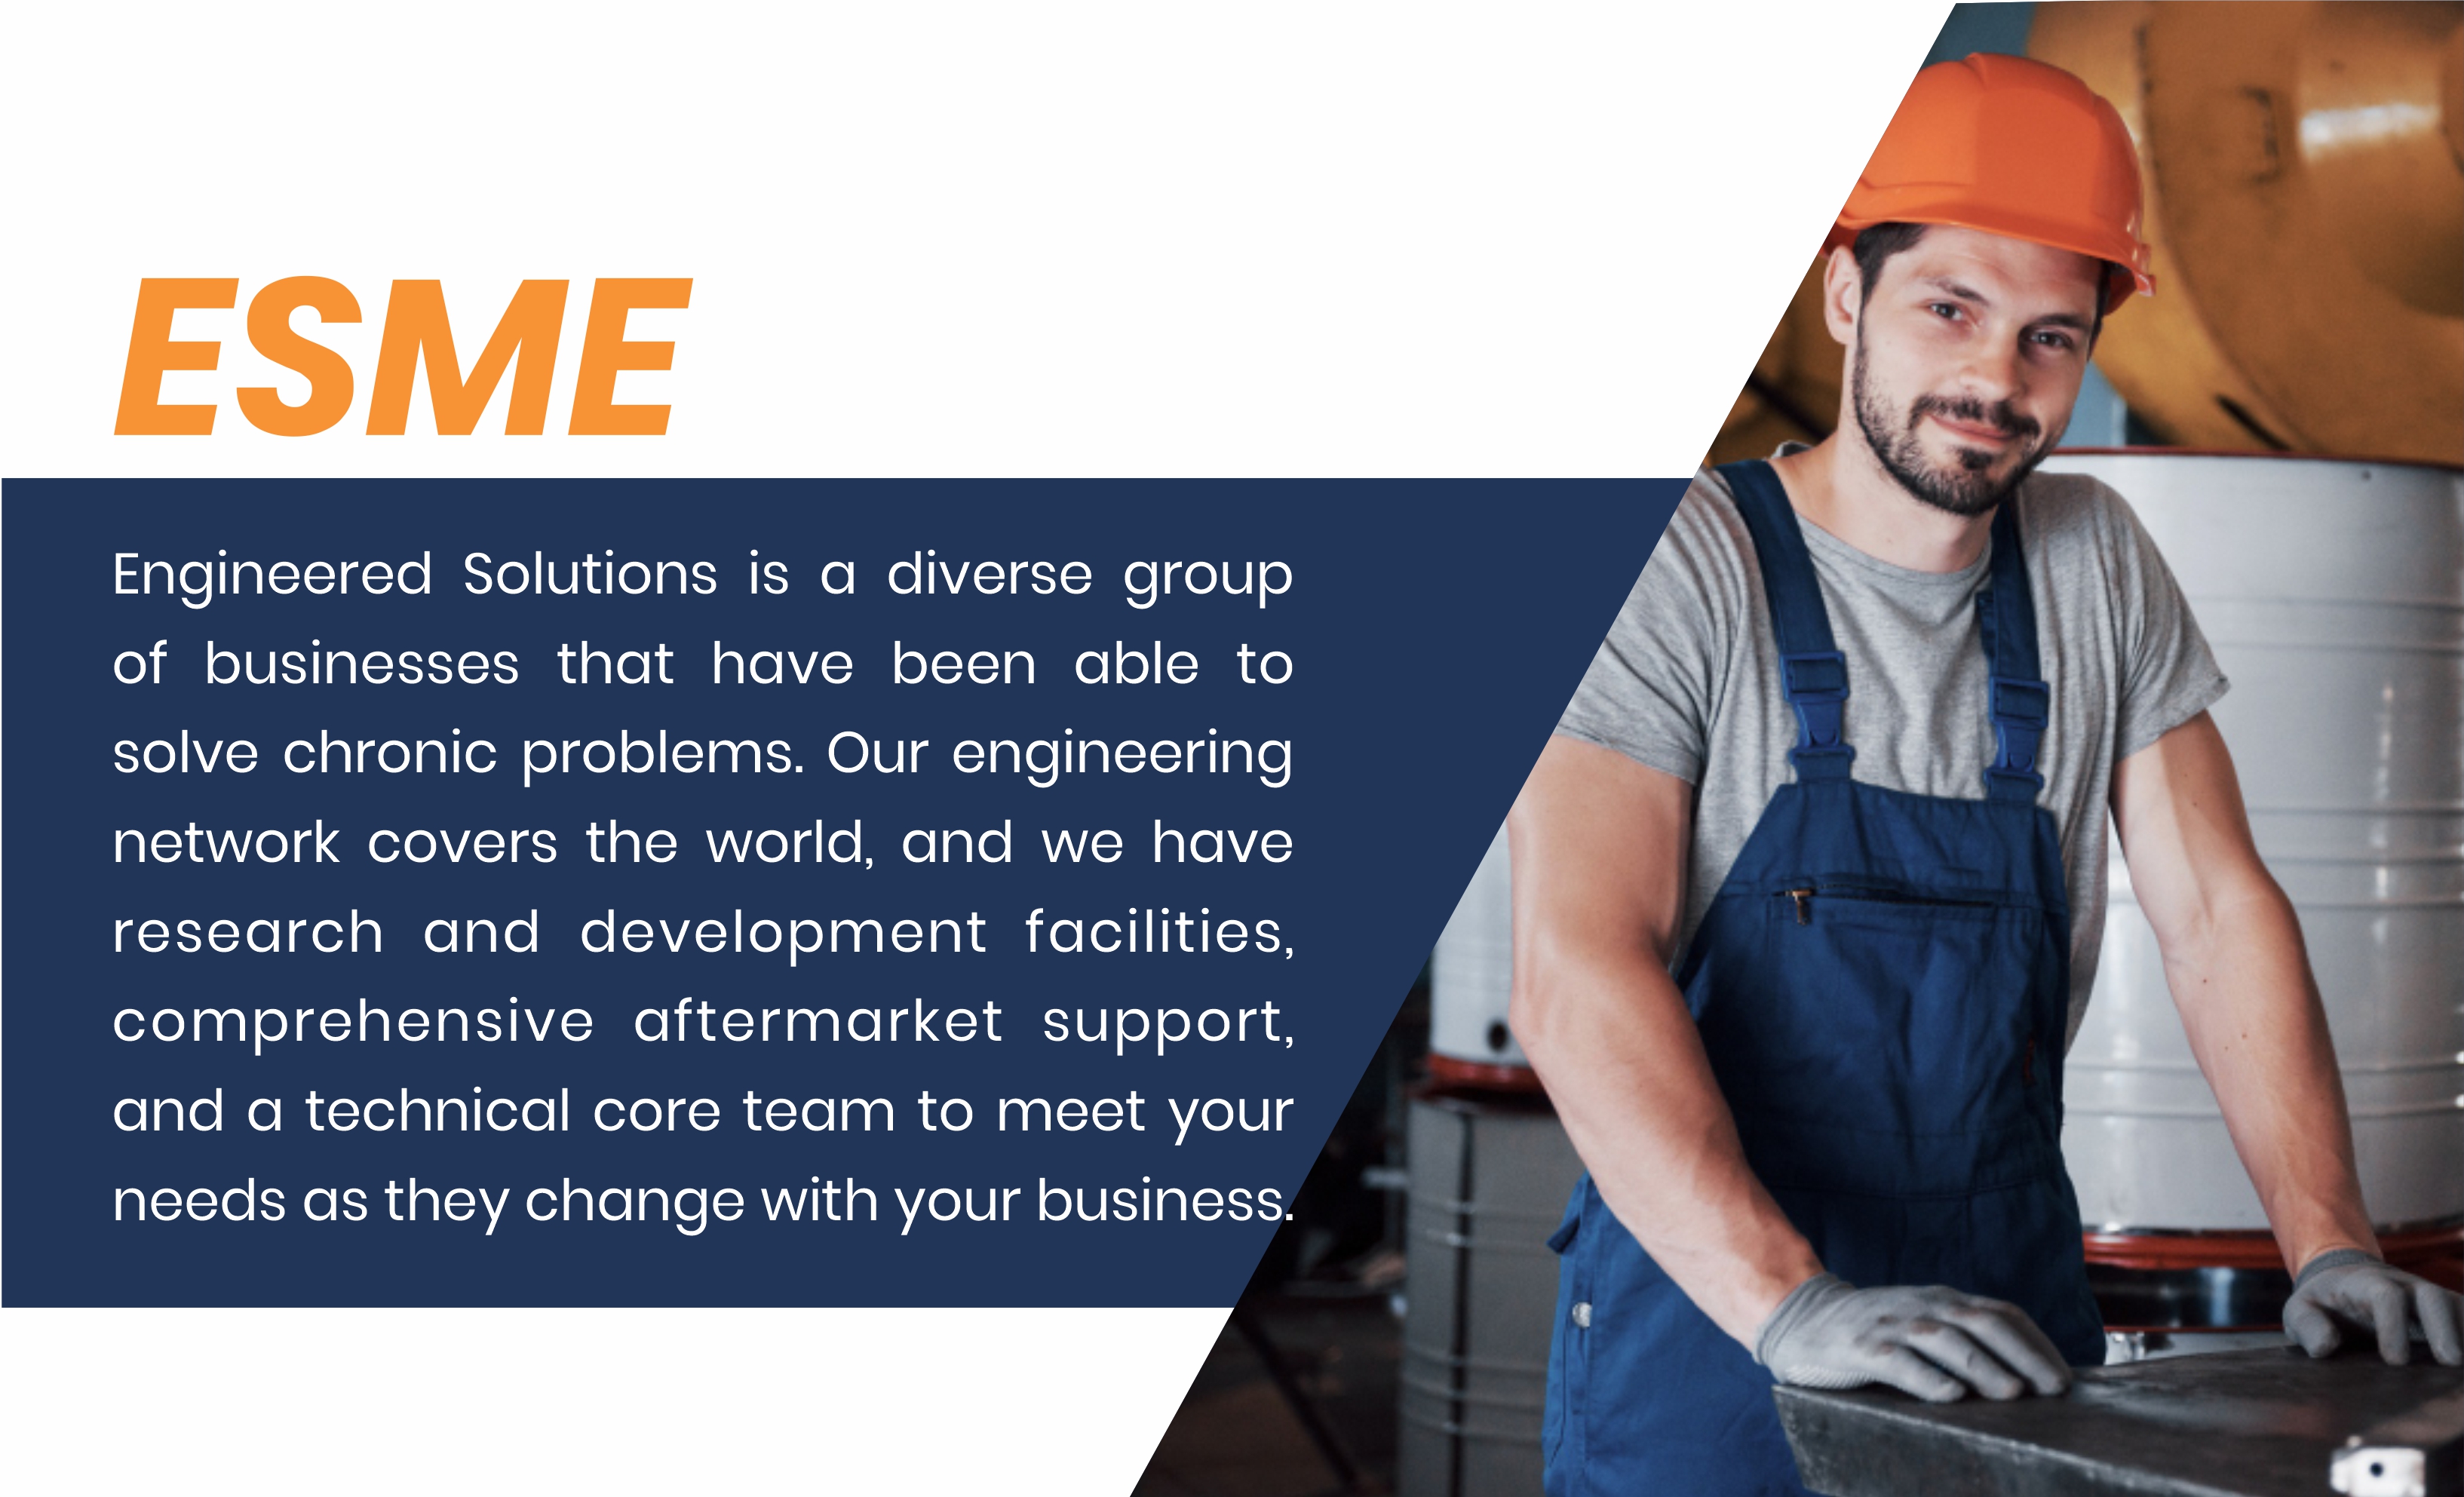 ESME
Engineered Solutions is a diverse group
of businesses that have been able to
solve chronic problems. Our engineering
network covers the world, and we have
research and development facilities,
comprehensive aftermarket support,
and a technical core team to meet your
needs as they change with your business.